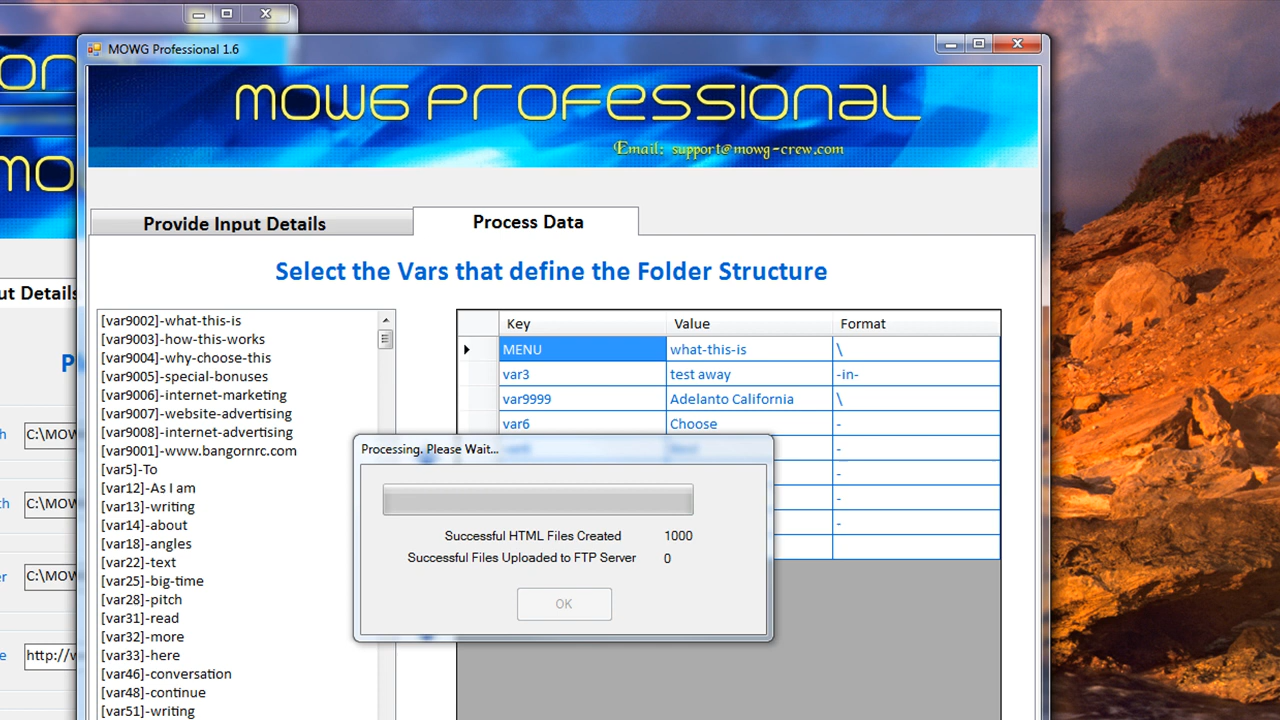 MOWG Professional 1.6
MOWG PROFESSIONAL
Email: support@mowg-crew.com
Provide Input Details
Process Data
Select the Vars that define the Folder Structure
[var9002]-what-this-is
[var9003]-how-this-works
[var9004]-why-choose-this
[var9005]-special-bonuses
[var9006]-internet-marketing
[var9007]-website-advertising
[var9008]-internet-advertising
[var9001]-www.bangornrc.com
[var5]-To
[var12]-As I am
[var13]-writing
[var14]-about
[var18]-angles
[var22]-text
[var25]-big-time
[var28]-pitch
[var31]-read
[var32]-more
[var33]-here
[var46]-conversation
[var48]-continue
[var51]-writing
Key Value Format
MENU what-this-is \
var3 test away -in-
var9999 Adelanto California \
var6 Choose -
-
-
-
-
Processing. Please Wait...
Successful HTML Files Created 1000
Successful Files Uploaded to FTP Server 0
OK
ut Details
C:\MOW
C:\MOW
C:\MOW
http://w